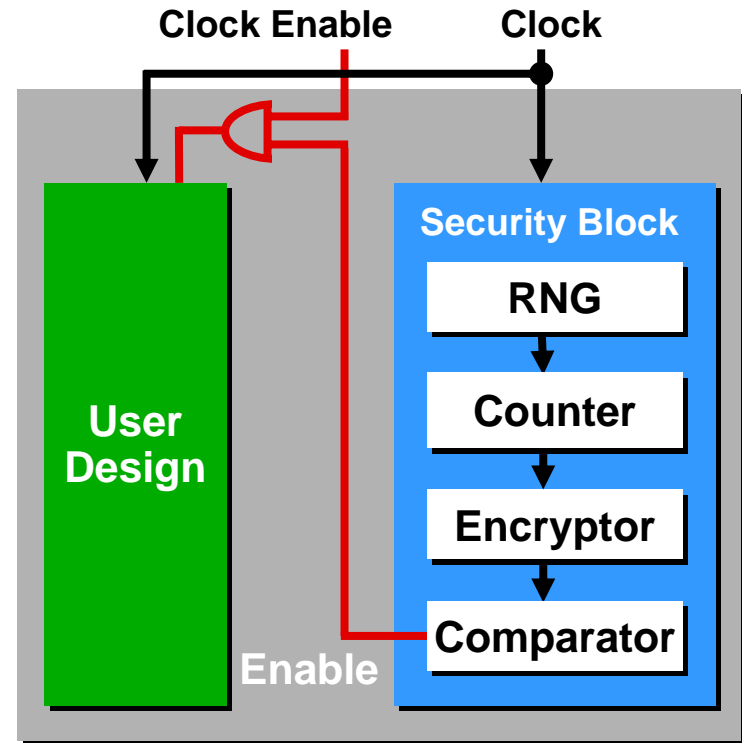 Clock Enable
Clock
Security Block
RNG
Counter
User
Design
Encryptor
Comparator
Enable